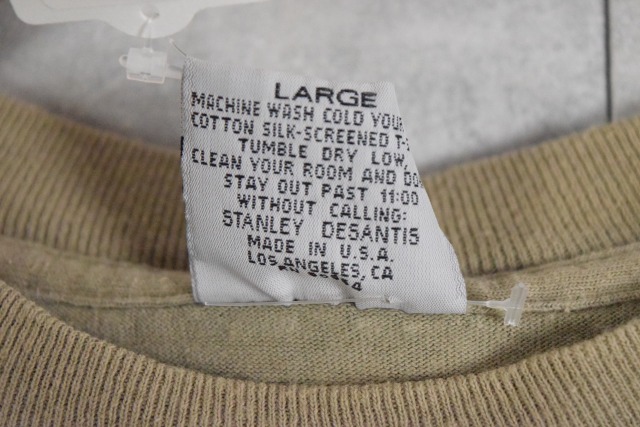 LARGE
MACHINE WASH COLD YOUR
COTTON SILK-SCREENED
TUMBLE DRY LOW,
CLEAN YOUR ROOM AND
STAY OUT PAST 11:00
WITHOUT CALLING:
STANLEY DESANTIS
MADE IN U.S.A.
LOS ANGELES, CA